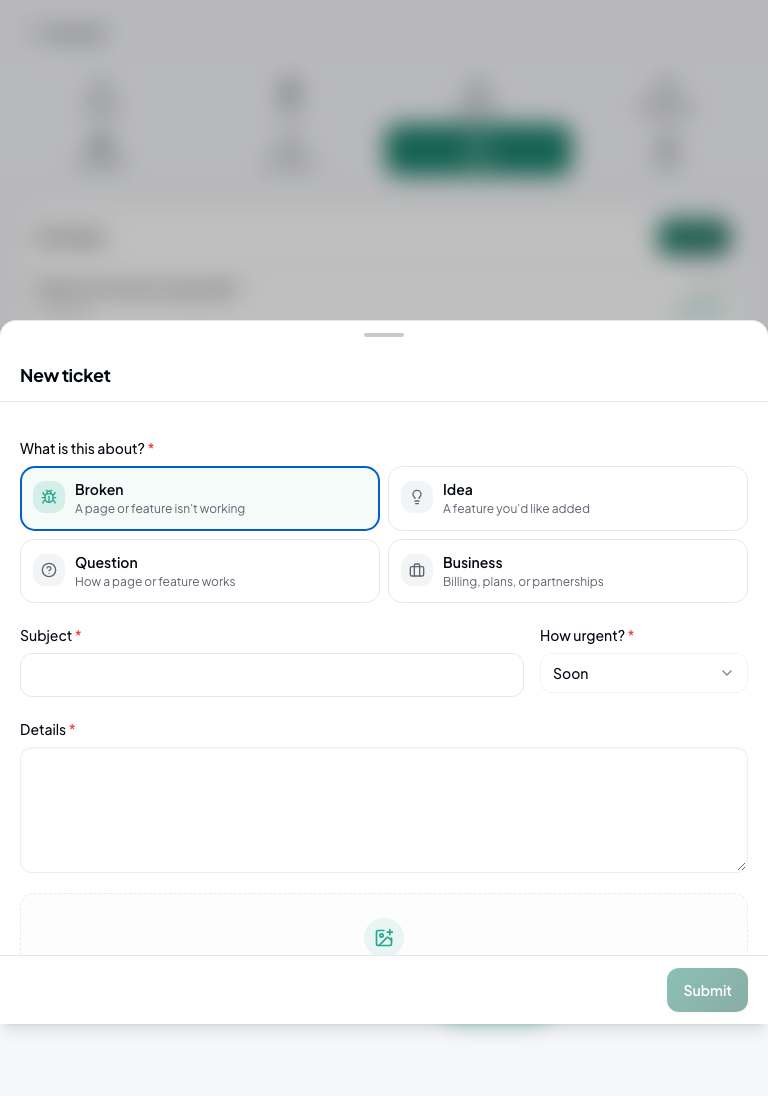 New ticket
What is this about? *
Broken
A page or feature isn't working
Idea
A feature you'd like added
Question
How a page or feature works
Business
Billing, plans, or partnerships
Subject *
How urgent? *
Soon
Details *
Submit